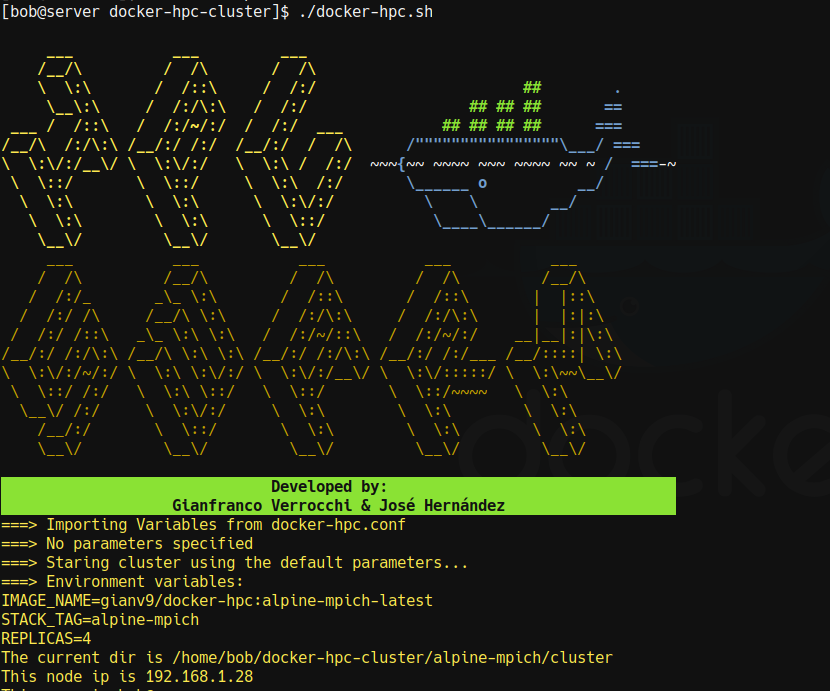 [bob@server docker-hpc-cluster]$ ./docker-hpc.sh
Developed by:
Gianfranco Verrocchi & José Hernández
===> Importing Variables from docker-hpc.conf
===> No parameters specified
===> Staring cluster using the default parameters...
===> Environment variables:
IMAGE_NAME=gianv9/docker-hpc:alpine-mpich-latest
STACK_TAG=alpine-mpich
REPLICAS=4
The current dir is /home/bob/docker-hpc-cluster/alpine-mpich/cluster
This node ip is 192.168.1.28